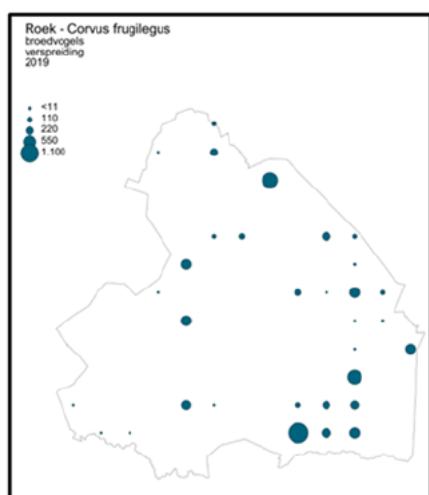 Roek - Corvus frugilegus
broedvogels
verspreiding
2019
<11
110
220
550
1.100